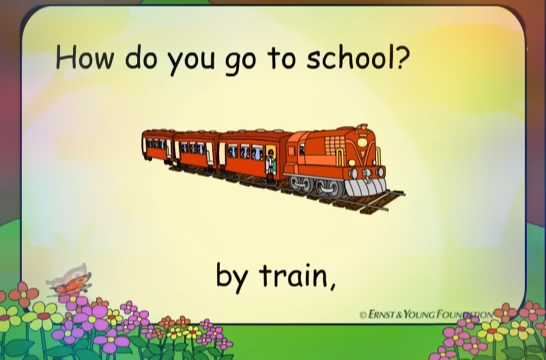 How do you go to school?
by train,
© ERNST & YOUNG FOUNDATION